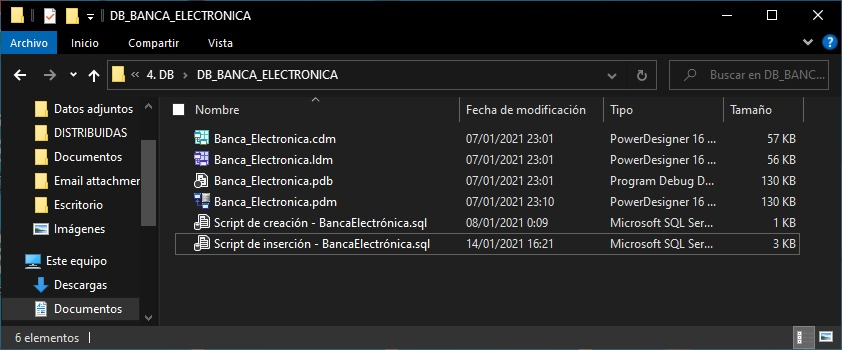 DB_BANCA_ELECTRONICA
Archivo Inicio Compartir Vista
4. DB DB_BANCA_ELECTRONICA Buscar en DB_BANC...
Nombre Fecha de modificación Tipo Tamaño
Datos adjuntos
DISTRIBUIDAS
Documentos
Email attachme
Escritorio
Imágenes
Este equipo
Descargas
Documentos
Banca_Electronica.cdm 07/01/2021 23:01 PowerDesigner 16 ... 57 KB
Banca_Electronica.ldm 07/01/2021 23:01 PowerDesigner 16 ... 56 KB
Banca_Electronica.pdb 07/01/2021 23:01 Program Debug D... 130 KB
Banca_Electronica.pdm 07/01/2021 23:10 PowerDesigner 16 ... 130 KB
Script de creación - BancaElectrónica.sql 08/01/2021 0:09 Microsoft SQL Ser... 1 KB
Script de inserción - BancaElectrónica.sql 14/01/2021 16:21 Microsoft SQL Ser... 3 KB
6 elementos